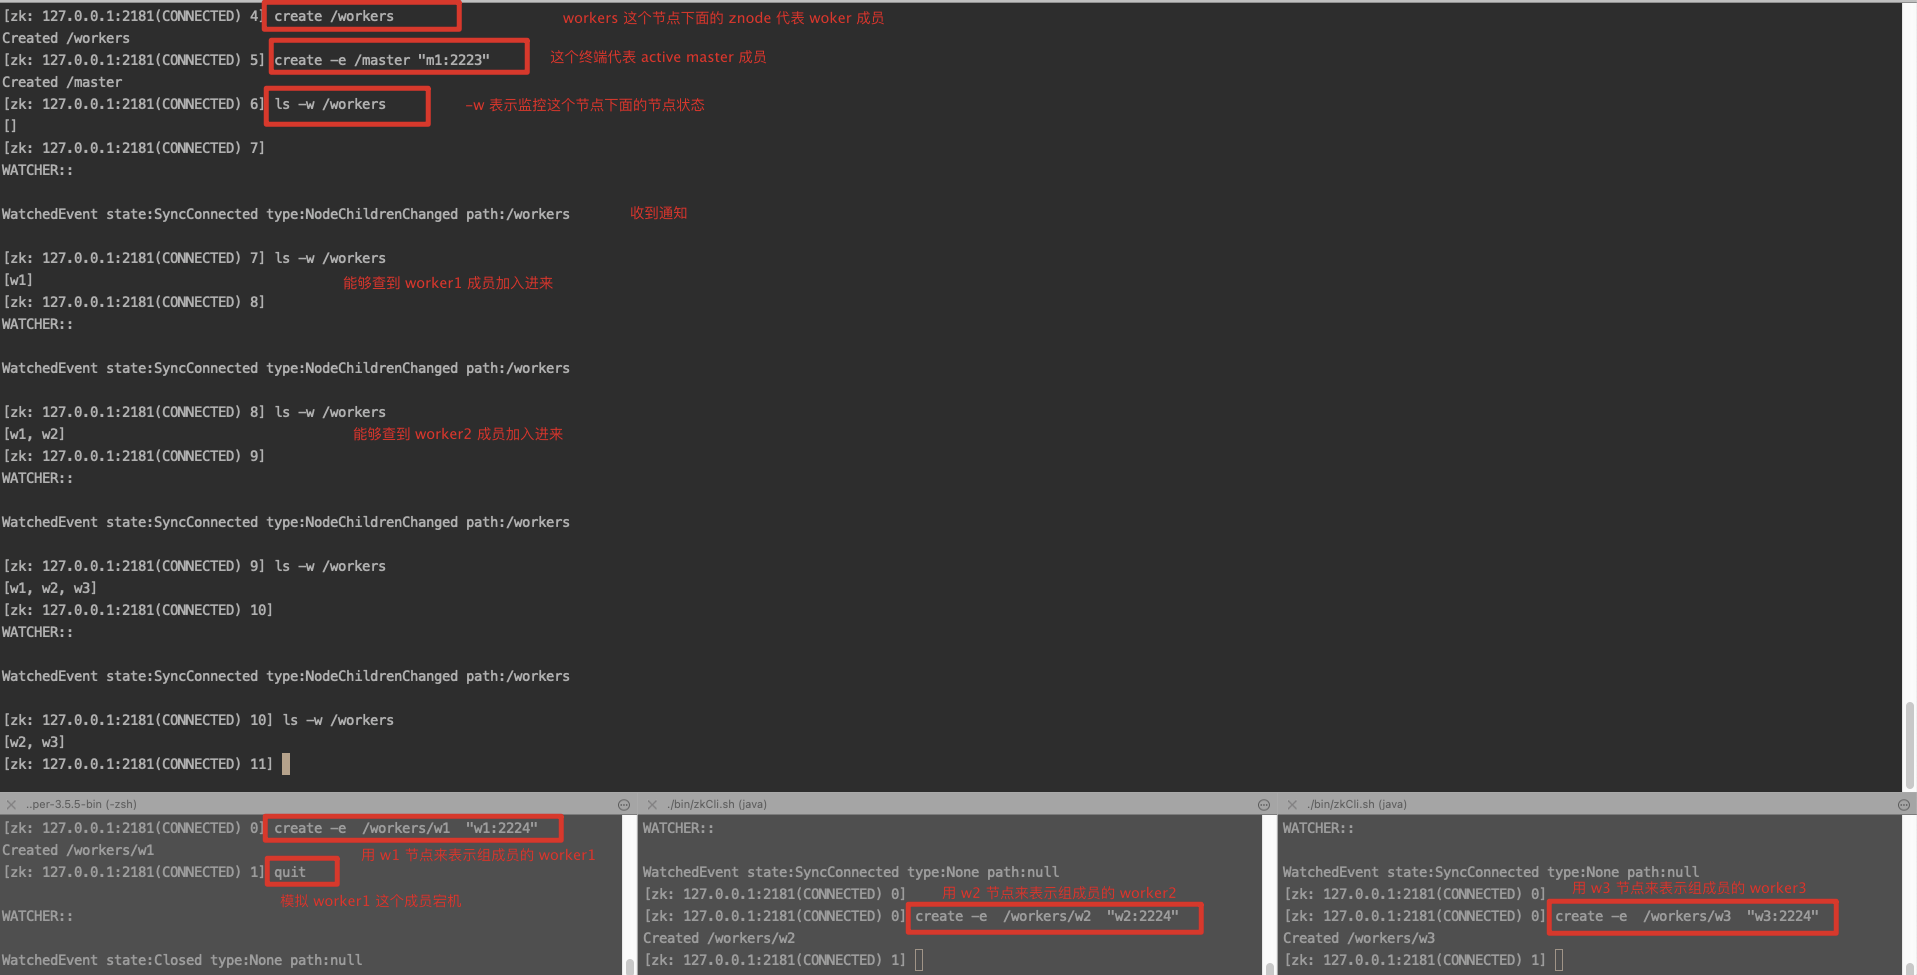 [zk: 127.0.0.1:2181(CONNECTED) 4] create /workers
workers 这个节点下面的 znode 代表 woker 成员
Created /workers
[zk: 127.0.0.1:2181(CONNECTED) 5] create -e /master "m1:2223"
这个终端代表 active master 成员
Created /master
[zk: 127.0.0.1:2181(CONNECTED) 6] ls -w /workers
-w 表示监控这个节点下面的节点状态
[]
[zk: 127.0.0.1:2181(CONNECTED) 7]
WATCHER::
WatchedEvent state:SyncConnected type:NodeChildrenChanged path:/workers
收到通知
[zk: 127.0.0.1:2181(CONNECTED) 7] ls -w /workers
[w1]
能够查到 worker1 成员加入进来
[zk: 127.0.0.1:2181(CONNECTED) 8]
WATCHER::
WatchedEvent state:SyncConnected type:NodeChildrenChanged path:/workers
[zk: 127.0.0.1:2181(CONNECTED) 8] ls -w /workers
[w1, w2]
能够查到 worker2 成员加入进来
[zk: 127.0.0.1:2181(CONNECTED) 9]
WATCHER::
WatchedEvent state:SyncConnected type:NodeChildrenChanged path:/workers
[zk: 127.0.0.1:2181(CONNECTED) 9] ls -w /workers
[w1, w2, w3]
[zk: 127.0.0.1:2181(CONNECTED) 10]
WATCHER::
WatchedEvent state:SyncConnected type:NodeChildrenChanged path:/workers
[zk: 127.0.0.1:2181(CONNECTED) 10] ls -w /workers
[w2, w3]
[zk: 127.0.0.1:2181(CONNECTED) 11]
..per-3.5.5-bin (-zsh)
[zk: 127.0.0.1:2181(CONNECTED) 0] create -e  /workers/w1  "w1:2224"
Created /workers/w1
用 w1 节点来表示组成员的 worker1
[zk: 127.0.0.1:2181(CONNECTED) 1] quit
模拟 worker1 这个成员宕机
WATCHER::
WatchedEvent state:Closed type:None path:null
./bin/zkCli.sh (java)
WATCHER::
WatchedEvent state:SyncConnected type:None path:null
[zk: 127.0.0.1:2181(CONNECTED) 0]
用 w2 节点来表示组成员的 worker2
[zk: 127.0.0.1:2181(CONNECTED) 0] create -e  /workers/w2  "w2:2224"
Created /workers/w2
[zk: 127.0.0.1:2181(CONNECTED) 1]
./bin/zkCli.sh (java)
WATCHER::
WatchedEvent state:SyncConnected type:None path:null
[zk: 127.0.0.1:2181(CONNECTED) 0]
用 w3 节点来表示组成员的 worker3
[zk: 127.0.0.1:2181(CONNECTED) 0] create -e  /workers/w3  "w3:2224"
Created /workers/w3
[zk: 127.0.0.1:2181(CONNECTED) 1]